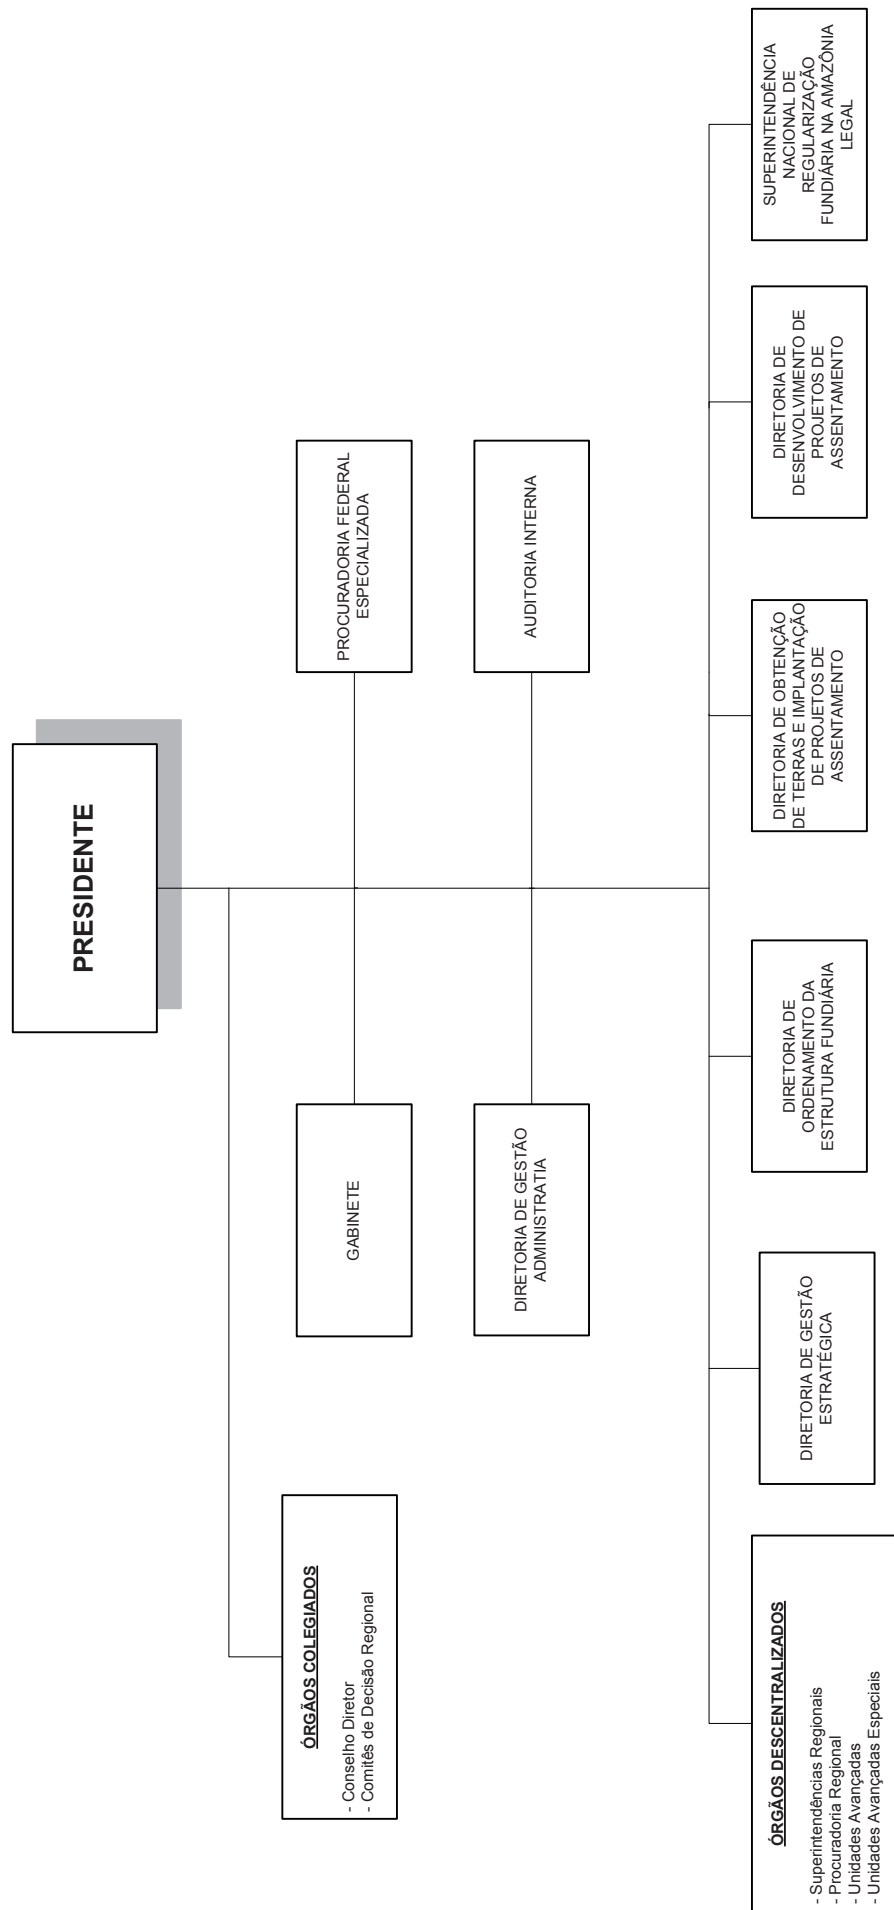 PRESIDENTE
ÓRGÃOS COLEGIADOS
- Conselho Diretor
- Comitês de Decisão Regional
GABINETE
PROCURADORIA FEDERAL
ESPECIALIZADA
DIRETORIA DE GESTÃO
ADMINISTRATIA
AUDITORIA INTERNA
ÓRGÃOS DESCENTRALIZADOS
- Superintendências Regionais
- Procuradoria Regional
- Unidades Avançadas
- Unidades Avançadas Especiais
DIRETORIA DE GESTÃO
ESTRATÉGICA
DIRETORIA DE
ORDENAMENTO DA
ESTRUTURA FUNDIÁRIA
DIRETORIA DE OBTENÇÃO
DE TERRAS E IMPLANTAÇÃO
DE PROJETOS DE
ASSENTAMENTO
DIRETORIA DE
DESENVOLVIMENTO DE
PROJETOS DE
ASSENTAMENTO
SUPERINTENDÊNCIA
NACIONAL DE
REGULARIZAÇÃO
FUNDIÁRIA NA AMAZÔNIA
LEGAL